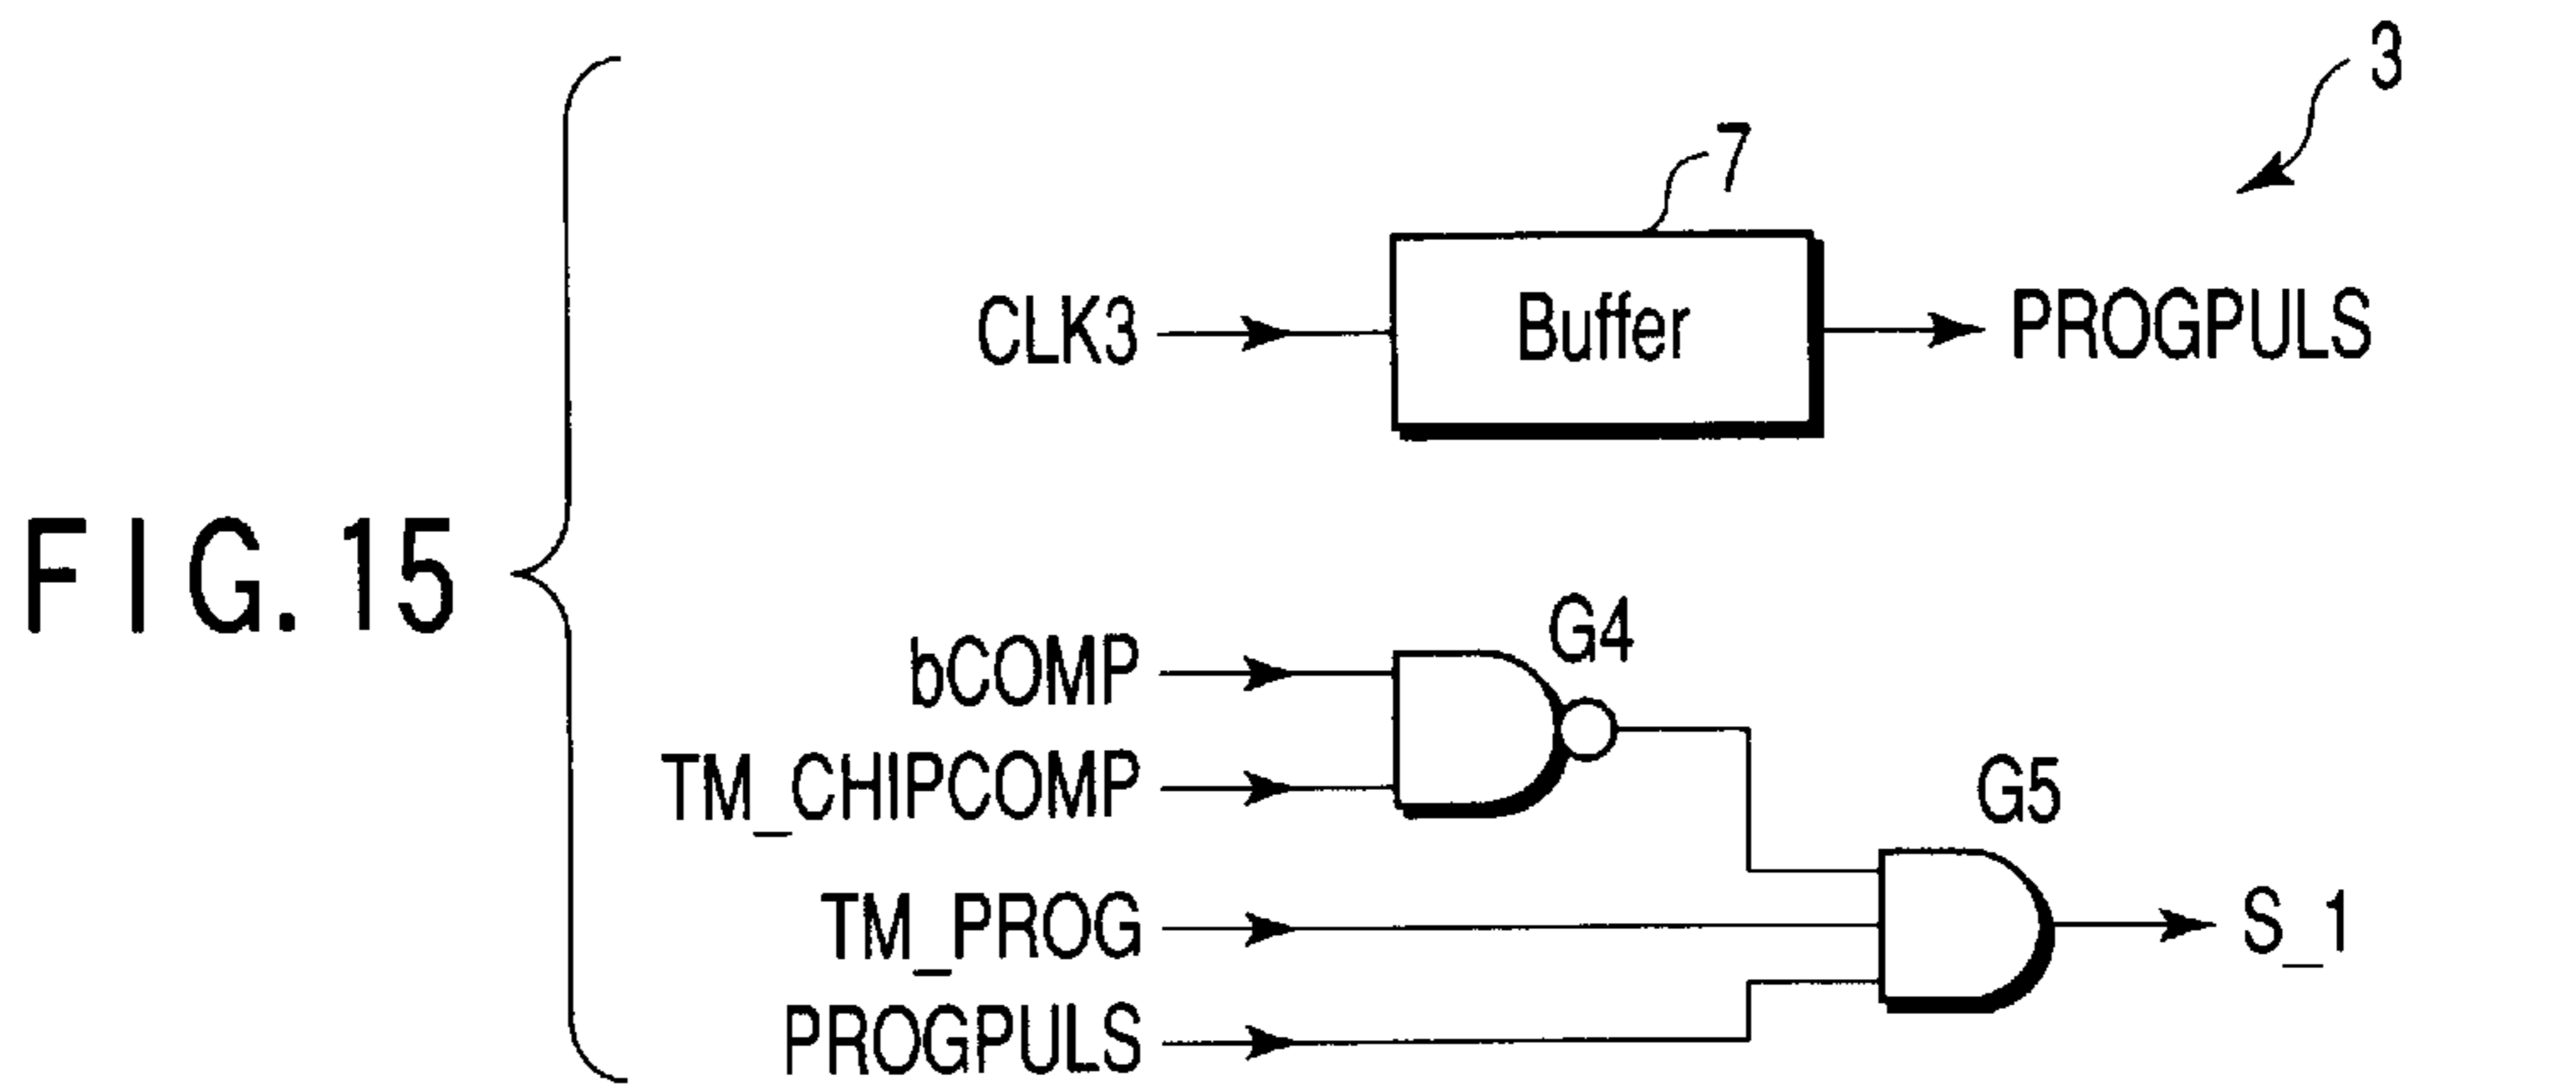 3
7
CLK3
Buffer
PROGPULS
FIG. 15
G4
bCOMP
TM_CHIPCOMP
G5
TM_PROG
S_1
PROGPULS